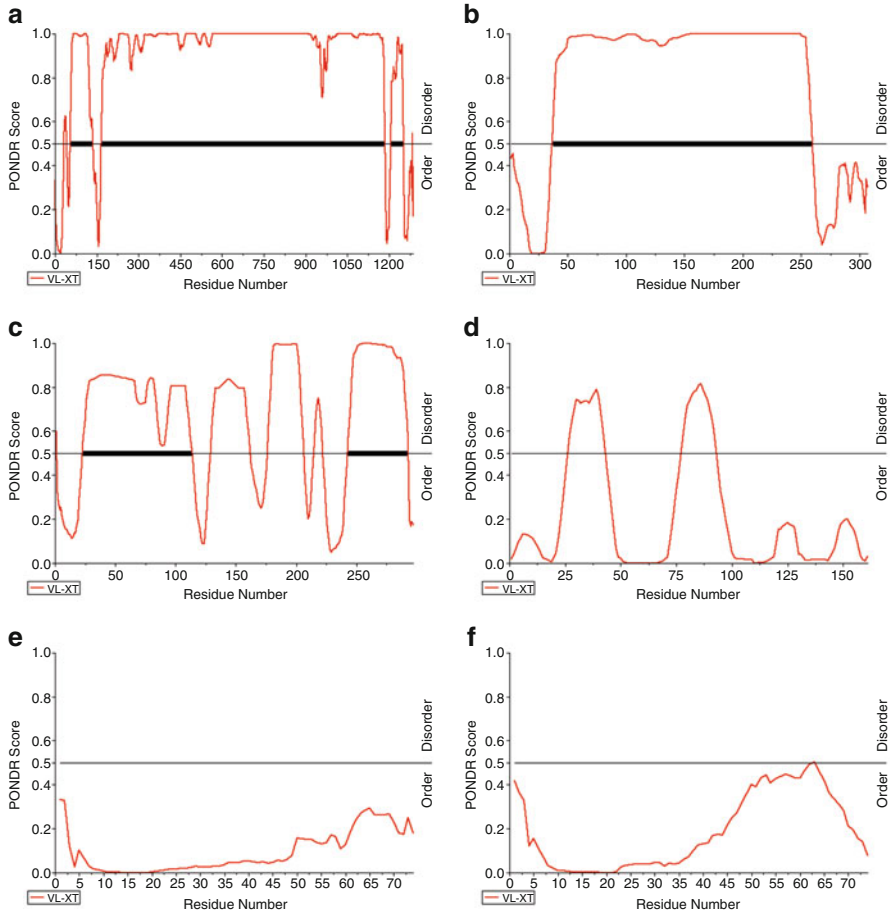 a
1.0
0.8
0.6
0.5
0.4
0.2
0.0
PONDR Score
Disorder
Order
0 150 300 450 600 750 900 1050 1200
VL-XT
Residue Number
b
1.0
0.8
0.6
0.5
0.4
0.2
0.0
PONDR Score
Disorder
Order
0 50 100 150 200 250 300
VL-XT
Residue Number
c
1.0
0.8
0.6
0.5
0.4
0.2
0.0
PONDR Score
Disorder
Order
0 50 100 150 200 250
VL-XT
Residue Number
d
1.0
0.8
0.6
0.5
0.4
0.2
0.0
PONDR Score
Disorder
Order
0 25 50 75 100 125 150
VL-XT
Residue Number
e
1.0
0.8
0.6
0.5
0.4
0.2
0.0
PONDR Score
Disorder
Order
0 5 10 15 20 25 30 35 40 45 50 55 60 65 70
VL-XT
Residue Number
f
1.0
0.8
0.6
0.5
0.4
0.2
0.0
PONDR Score
Disorder
Order
0 5 10 15 20 25 30 35 40 45 50 55 60 65 70
VL-XT
Residue Number